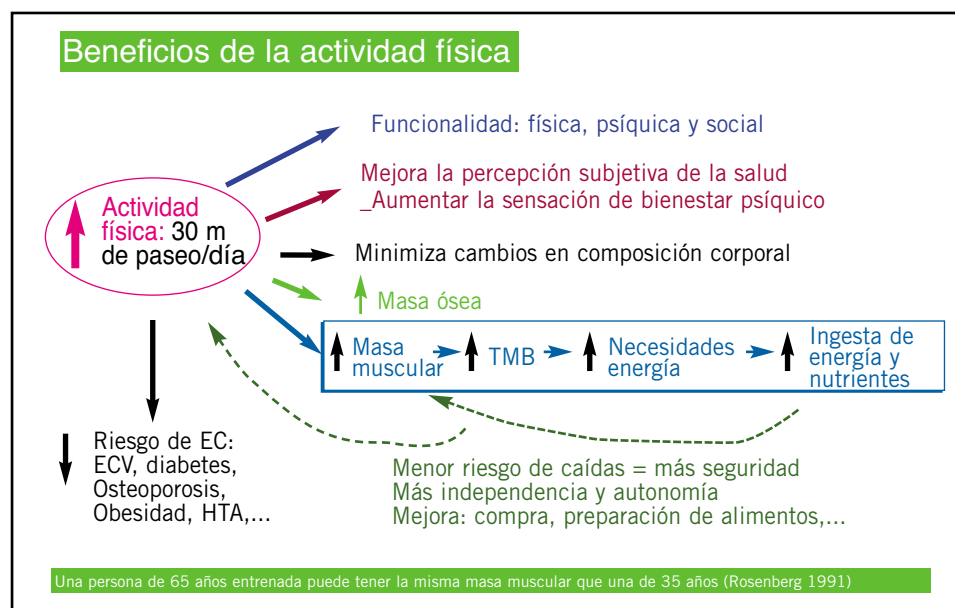 Beneficios de la actividad física
Funcionalidad: física, psíquica y social
Mejora la percepción subjetiva de la salud
_Aumentar la sensación de bienestar psíquico
Actividad
física: 30 m
de paseo/día
Minimiza cambios en composición corporal
Masa ósea
Masa
muscular
TMB
Necesidades
energía
Ingesta de
energía y
nutrientes
Riesgo de EC:
ECV, diabetes,
Osteoporosis,
Obesidad, HTA,...
Menor riesgo de caídas = más seguridad
Más independencia y autonomía
Mejora: compra, preparación de alimentos,...
Una persona de 65 años entrenada puede tener la misma masa muscular que una de 35 años (Rosenberg 1991)